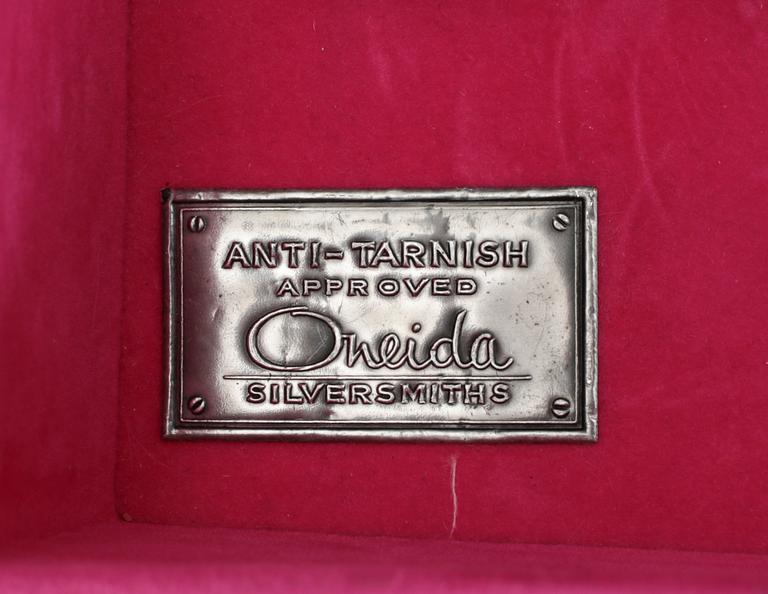 ANTI-TARNISH
APPROVED
Oneida
SILVERSMITHS